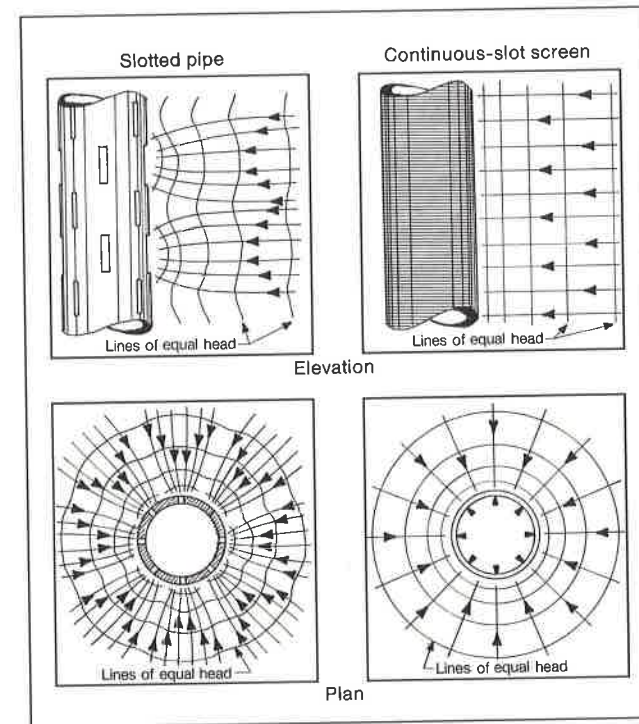 Slotted pipe
Continuous-slot screen
Lines of equal head
Lines of equal head
Elevation
Lines of equal head
Lines of equal head
Plan